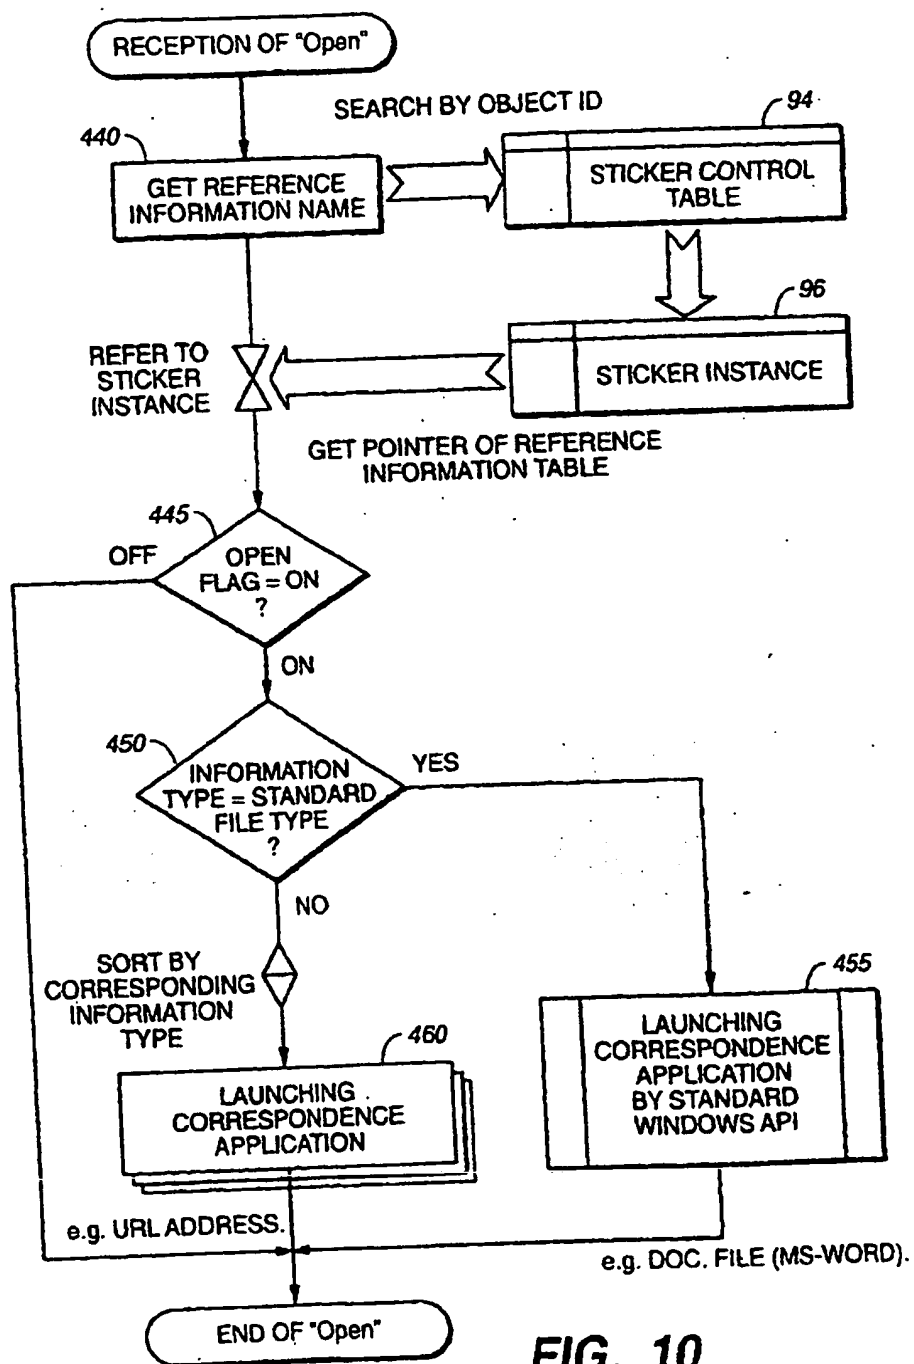 RECEPTION OF "Open"
SEARCH BY OBJECT ID
94
440
GET REFERENCE
INFORMATION NAME
STICKER CONTROL
TABLE
96
REFER TO
STICKER
INSTANCE
STICKER INSTANCE
GET POINTER OF REFERENCE
INFORMATION TABLE
445
OFF
OPEN
FLAG = ON
?
ON
450
INFORMATION
TYPE = STANDARD
FILE TYPE
?
YES
NO
SORT BY
CORRESPONDING
INFORMATION
TYPE
455
LAUNCHING
CORRESPONDENCE
APPLICATION
BY STANDARD
WINDOWS API
460
LAUNCHING
CORRESPONDENCE
APPLICATION
e.g. URL ADDRESS.
e.g. DOC. FILE (MS-WORD).
END OF "Open"
FIG. 10